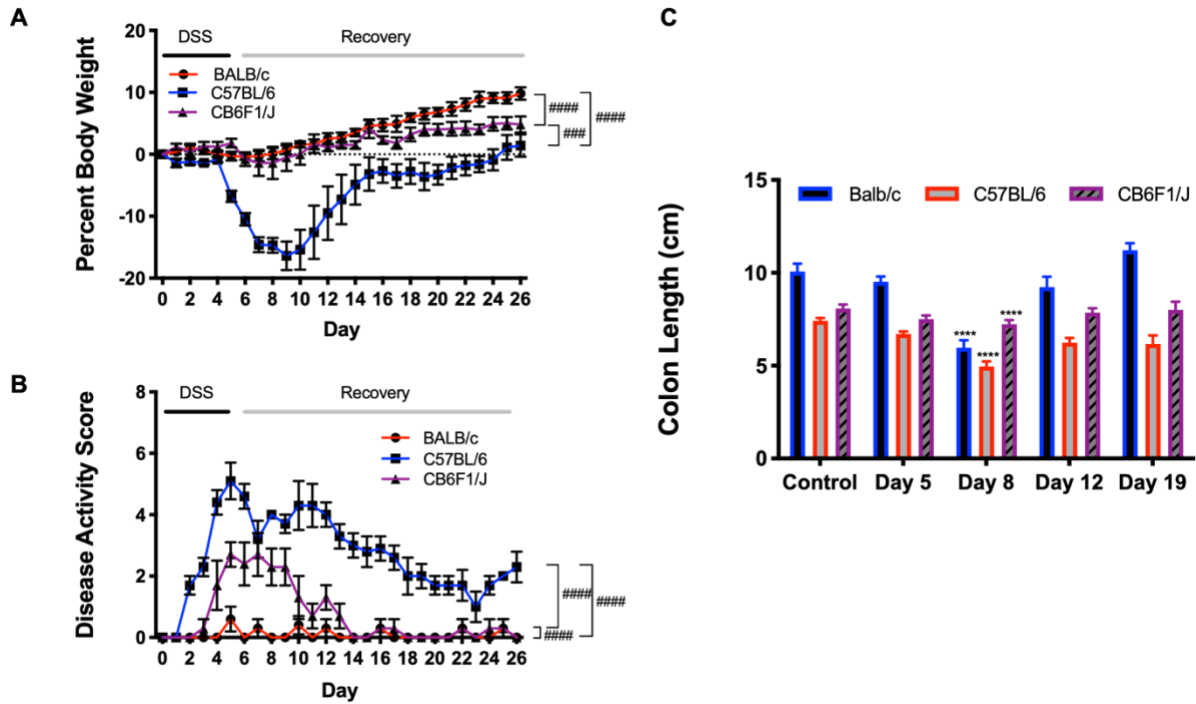 A
Percent Body Weight
20
10
0
-10
-20
DSS
Recovery
BALB/c
C57BL/6
CB6F1/J
####
###
####
0 2 4 6 8 10 12 14 16 18 20 22 24 26
Day
B
Disease Activity Score
8
6
4
2
0
DSS
Recovery
BALB/c
C57BL/6
CB6F1/J
####
####
####
0 2 4 6 8 10 12 14 16 18 20 22 24 26
Day
C
Colon Length (cm)
15
10
5
0
Balb/c C57BL/6 CB6F1/J
****
****
****
Control Day 5 Day 8 Day 12 Day 19